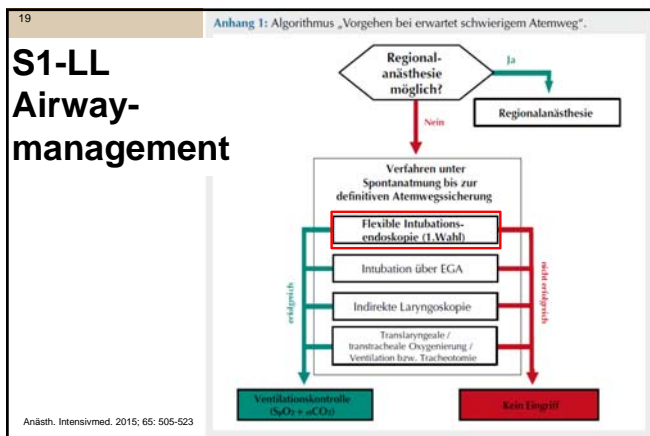 19
S1-LL
Airway-
management
Anhang 1: Algorithmus „Vorgehen bei erwartet schwierigem Atemweg“.
Regional-
anästhesie
möglich?
Ja
Regionalanästhesie
Nein
Verfahren unter
Spontanatmung bis zur
definitiven Atemwegssicherung
Flexible Intubations-
endoskopie (1.Wahl)
Intubation über EGA
Indirekte Laryngoskopie
Translaryngeale /
transtracheale Oxygenierung /
Ventilation bzw. Tracheotomie
erfolgreich
nicht erfolgreich
Ventilationskontrolle
(SpO2 + etCO2)
Kein Eingriff
Anästh. Intensivmed. 2015; 65: 505-523